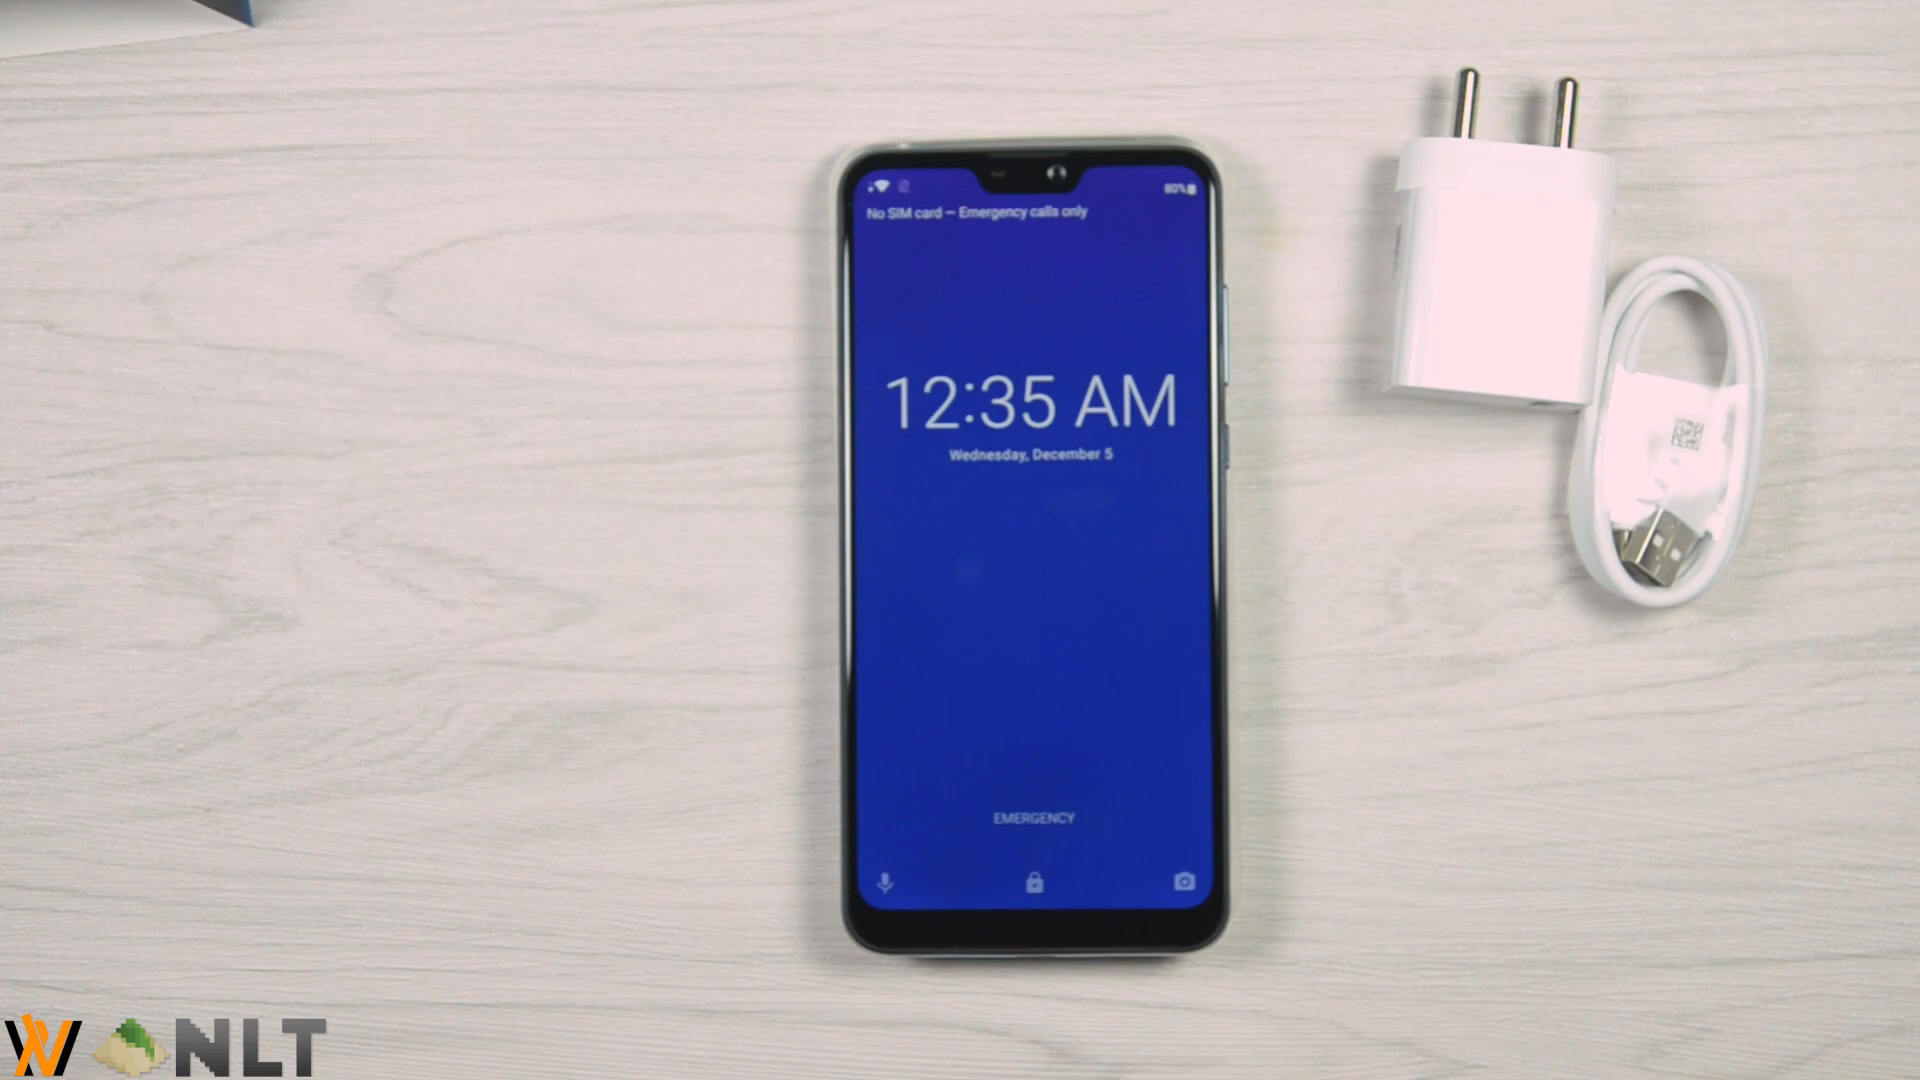 80%
No SIM card — Emergency calls only
12:35 AM
Wednesday, December 5
EMERGENCY
NLT